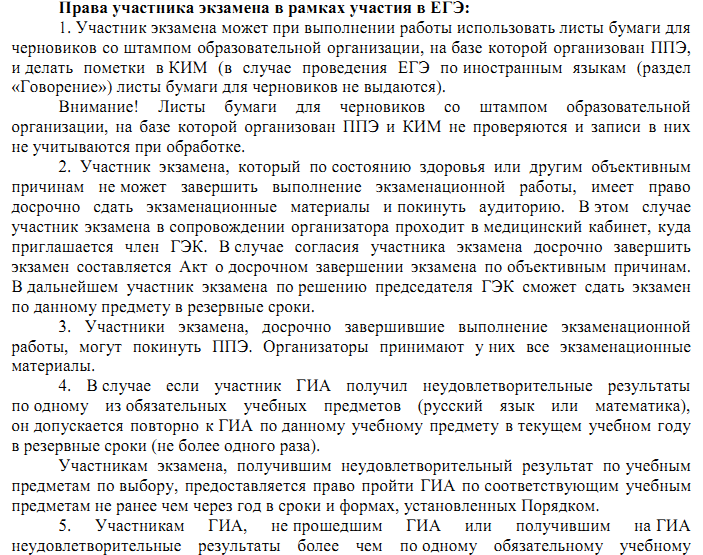 Права участника экзамена в рамках участия в ЕГЭ:
1. Участник экзамена может при выполнении работы использовать листы бумаги для
черновиков со штампом образовательной организации, на базе которой организован ППЭ,
и делать пометки в КИМ (в случае проведения ЕГЭ по иностранным языкам (раздел
«Говорение») листы бумаги для черновиков не выдаются).
Внимание! Листы бумаги для черновиков со штампом образовательной
организации, на базе которой организован ППЭ и КИМ не проверяются и записи в них
не учитываются при обработке.
2. Участник экзамена, который по состоянию здоровья или другим объективным
причинам не может завершить выполнение экзаменационной работы, имеет право
досрочно сдать экзаменационные материалы и покинуть аудиторию. В этом случае
участник экзамена в сопровождении организатора проходит в медицинский кабинет, куда
приглашается член ГЭК. В случае согласия участника экзамена досрочно завершить
экзамен составляется Акт о досрочном завершении экзамена по объективным причинам.
В дальнейшем участник экзамена по решению председателя ГЭК сможет сдать экзамен
по данному предмету в резервные сроки.
3. Участники экзамена, досрочно завершившие выполнение экзаменационной
работы, могут покинуть ППЭ. Организаторы принимают у них все экзаменационные
материалы.
4. В случае если участник ГИА получил неудовлетворительные результаты
по одному из обязательных учебных предметов (русский язык или математика),
он допускается повторно к ГИА по данному учебному предмету в текущем учебном году
в резервные сроки (не более одного раза).
Участникам экзамена, получившим неудовлетворительный результат по учебным
предметам по выбору, предоставляется право пройти ГИА по соответствующим учебным
предметам не ранее чем через год в сроки и формах, установленных Порядком.
5. Участникам ГИА, не прошедшим ГИА или получившим на ГИА
неудовлетворительные результаты более чем по одному обязательному учебному